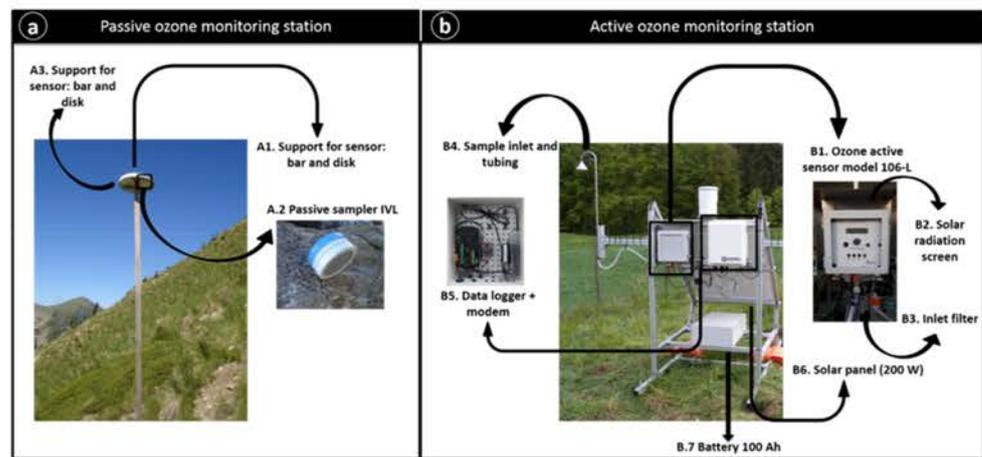 a
Passive ozone monitoring station
A3. Support for
sensor: bar and
disk
A1. Support for sensor:
bar and disk
A.2 Passive sampler IVL
b
Active ozone monitoring station
B4. Sample inlet and
tubing
B1. Ozone active
sensor model 106-L
B2. Solar
radiation
screen
B5. Data logger +
modem
B3. Inlet filter
B6. Solar panel (200 W)
B.7 Battery 100 Ah